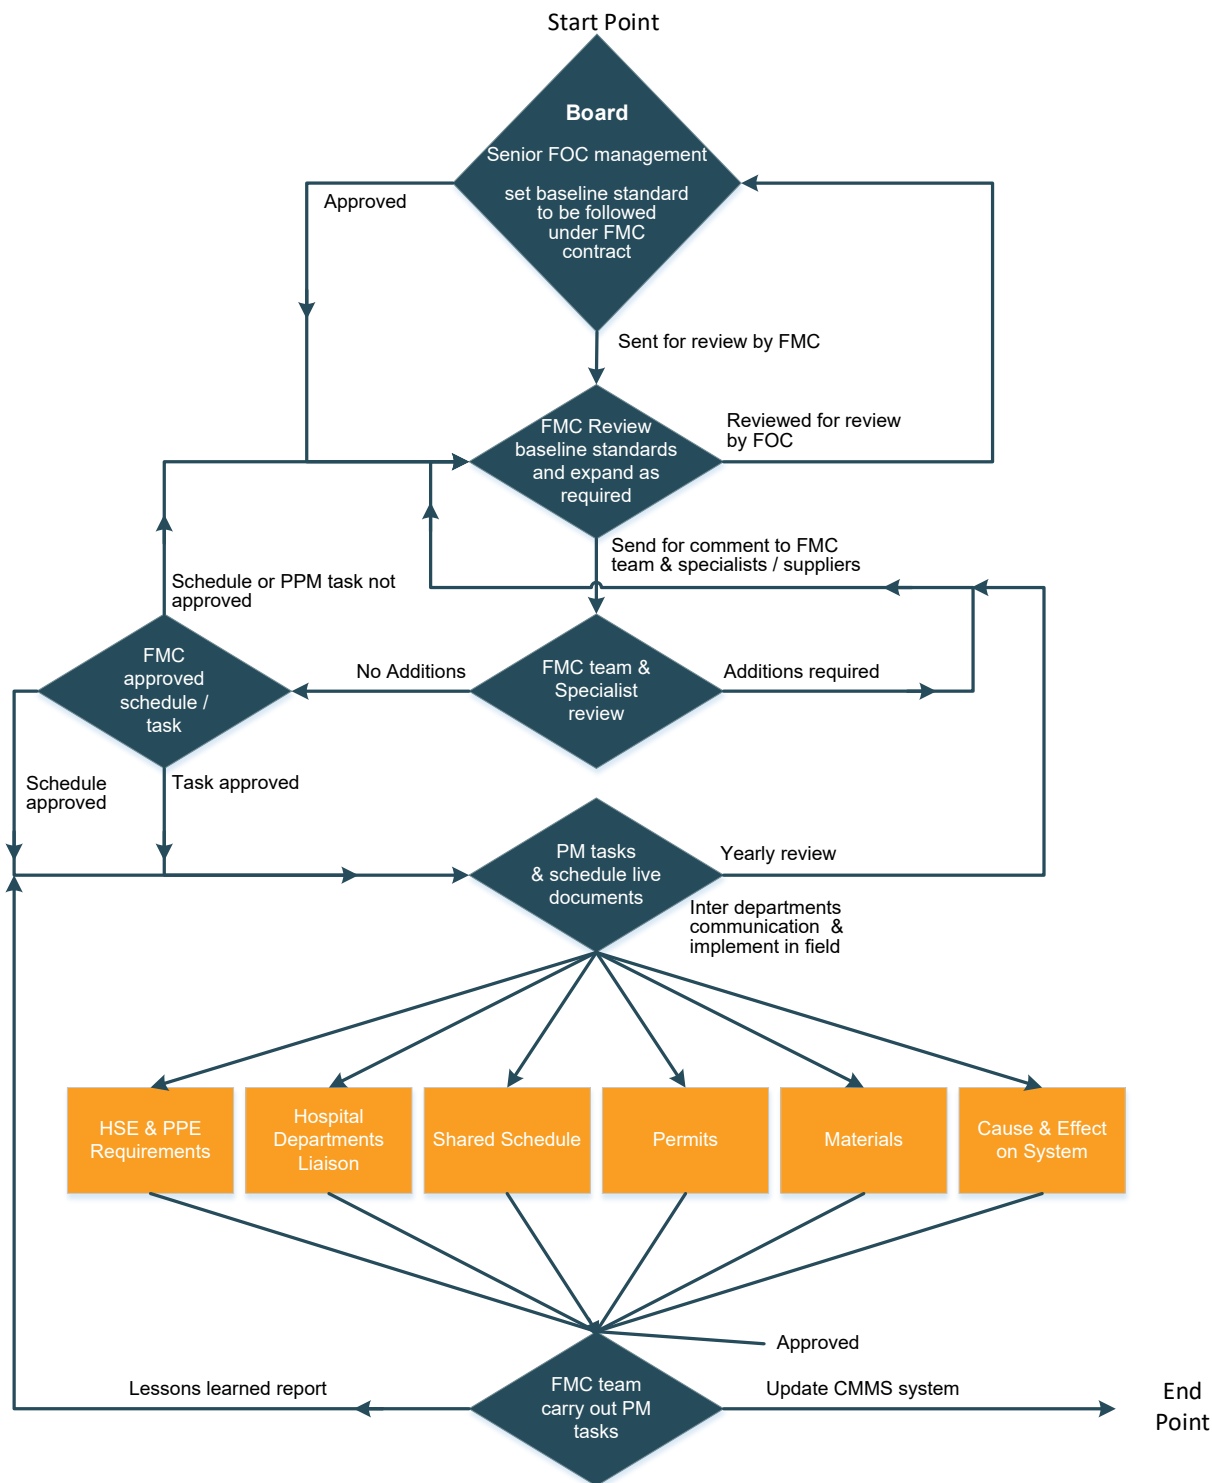 Start Point
Board
Senior FOC management
set baseline standard
to be followed
under FMC
contract
Approved
Sent for review by FMC
FMC Review
baseline standards
and expand as
required
Reviewed for review
by FOC
Send for comment to FMC
team & specialists / suppliers
Schedule or PPM task not
approved
FMC
approved
schedule /
task
No Additions
FMC team &
Specialist
review
Additions required
Schedule
approved
Task approved
PM tasks
& schedule live
documents
Yearly review
Inter departments
communication &
implement in field
HSE & PPE
Requirements
Hospital
Departments
Liaison
Shared Schedule
Permits
Materials
Cause & Effect
on System
Approved
Lessons learned report
FMC team
carry out PM
tasks
Update CMMS system
End
Point